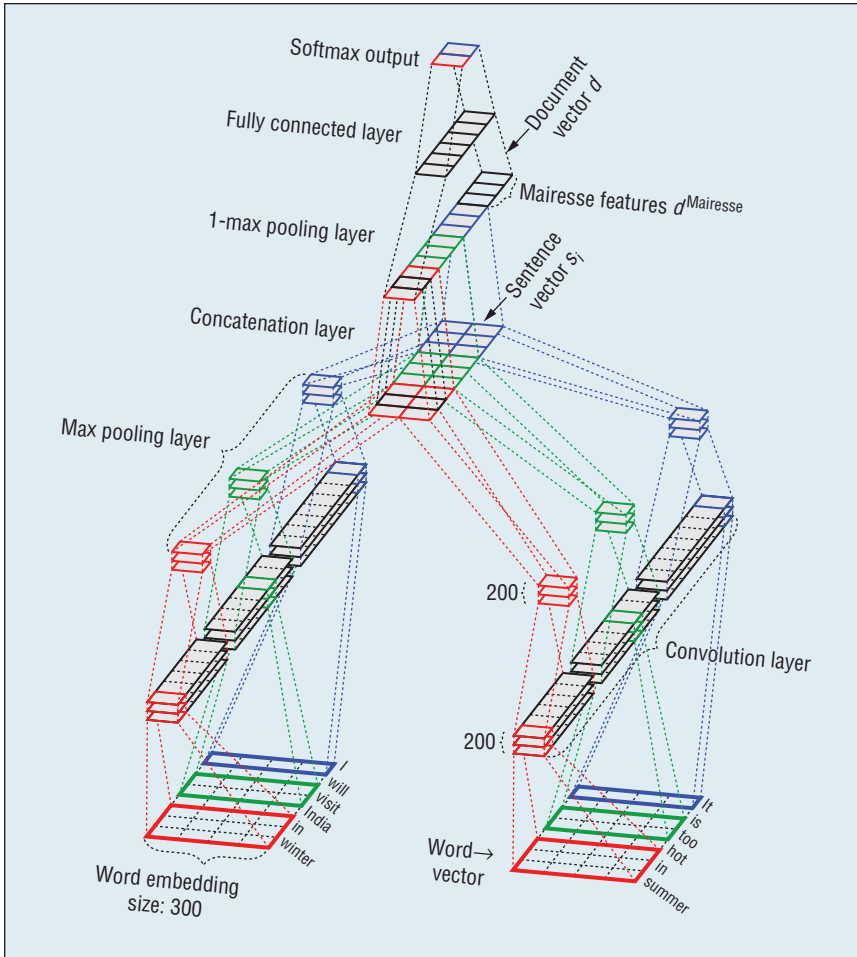 Softmax output
Document
vector d
Fully connected layer
Mairesse features d^Mairesse
1-max pooling layer
Sentence
vector s_i
Concatenation layer
Max pooling layer
200
Convolution layer
200
I
will
visit
India
in
winter
It
is
too
hot
in
summer
Word→
vector
Word embedding
size: 300